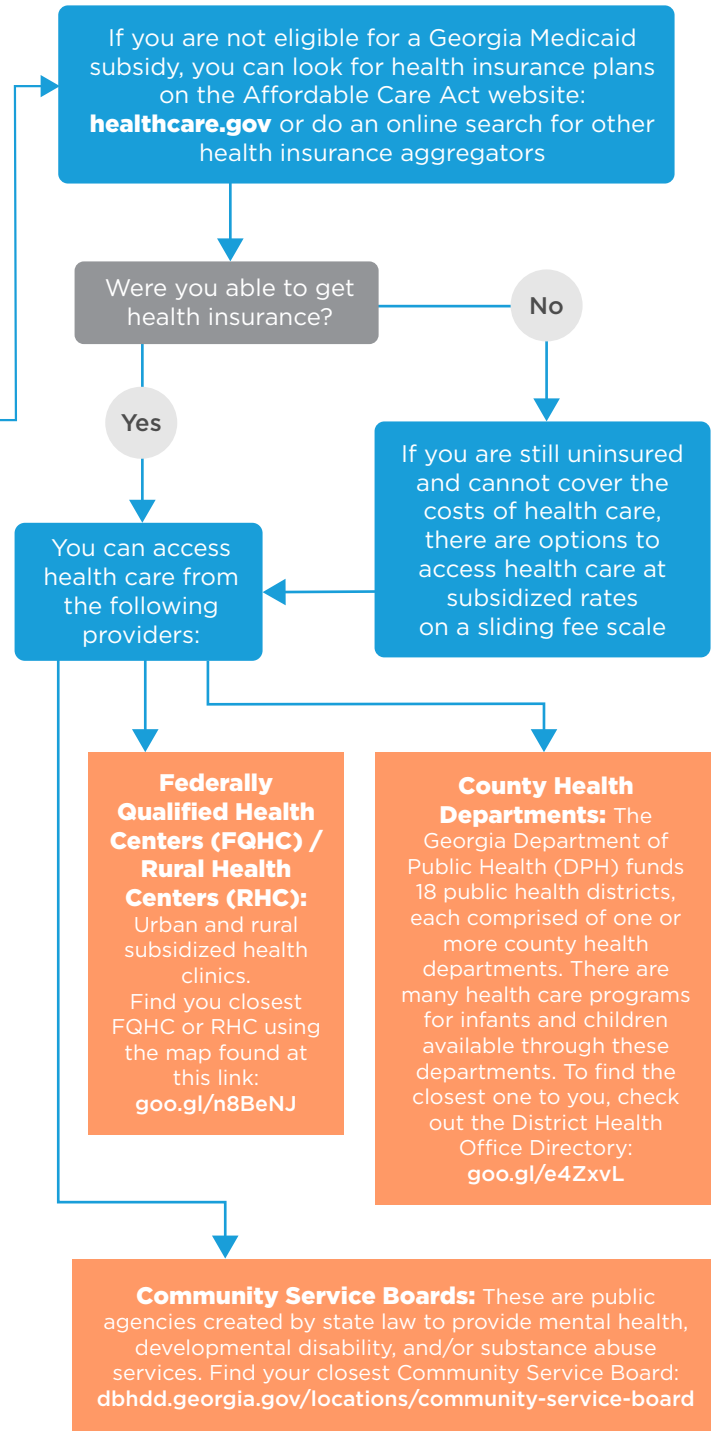 If you are not eligible for a Georgia Medicaid
subsidy, you can look for health insurance plans
on the Affordable Care Act website:
healthcare.gov or do an online search for other
health insurance aggregators
Were you able to get
health insurance?
No
Yes
If you are still uninsured
and cannot cover the
costs of health care,
there are options to
access health care at
subsidized rates
on a sliding fee scale
You can access
health care from
the following
providers:
Federally
Qualified Health
Centers (FQHC) /
Rural Health
Centers (RHC):
Urban and rural
subsidized health
clinics.
Find you closest
FQHC or RHC using
the map found at
this link:
goo.gl/n8BeNJ
County Health
Departments: The
Georgia Department of
Public Health (DPH) funds
18 public health districts,
each comprised of one or
more county health
departments. There are
many health care programs
for infants and children
available through these
departments. To find the
closest one to you, check
out the District Health
Office Directory:
goo.gl/e4ZxvL
Community Service Boards: These are public
agencies created by state law to provide mental health,
developmental disability, and/or substance abuse
services. Find your closest Community Service Board:
dbhdd.georgia.gov/locations/community-service-board